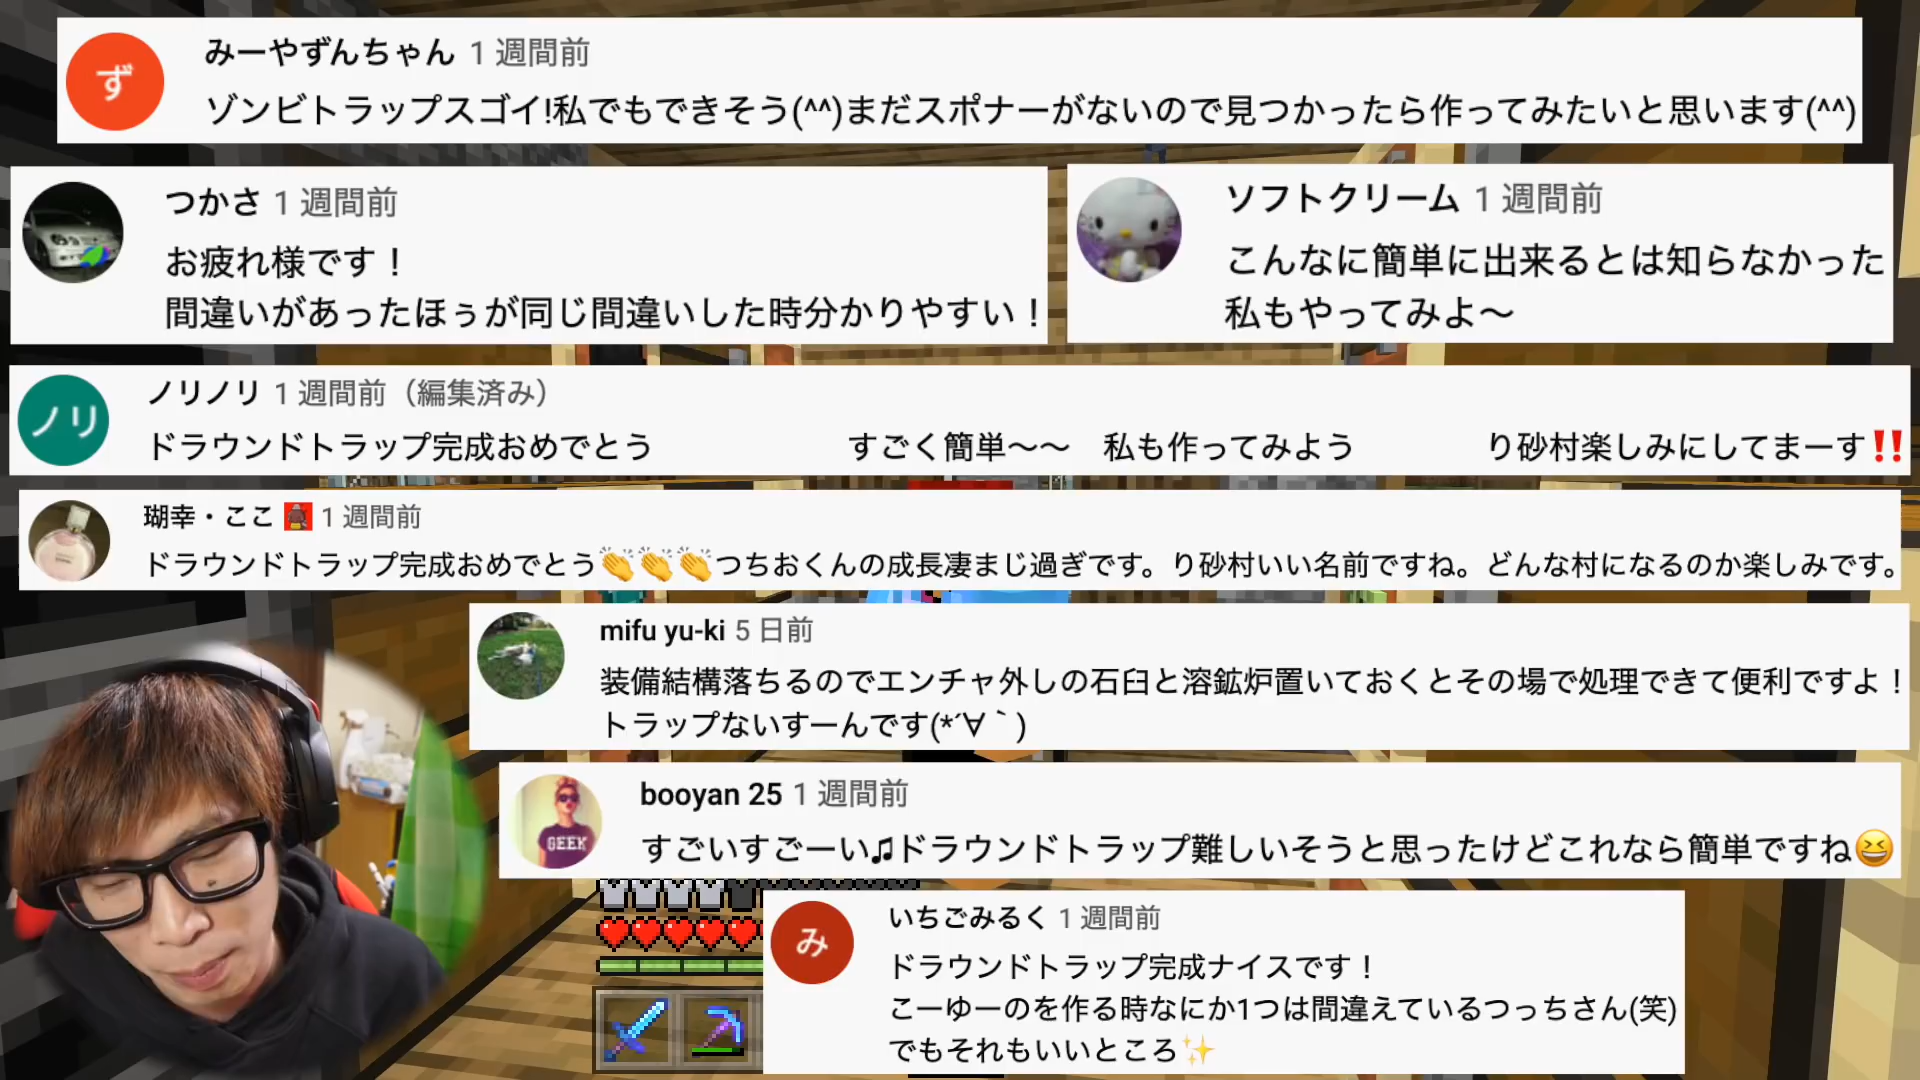 ず
みーやずんちゃん 1 週間前
ゾンビトラップスゴイ!私でもできそう(^^)まだスポナーがないので見つかったら作ってみたいと思います(^^)
つかさ 1 週間前
お疲れ様です！
間違いがあったほぅが同じ間違いした時分かりやすい！
ソフトクリーム 1 週間前
こんなに簡単に出来るとは知らなかった
私もやってみよ〜
ノリ
ノリノリ 1 週間前（編集済み）
ドラウンドトラップ完成おめでとう すごく簡単〜〜 私も作ってみよう り砂村楽しみにしてまーす‼️
瑚幸・ここ 1 週間前
ドラウンドトラップ完成おめでとう👏👏👏つちおくんの成長凄まじ過ぎです。り砂村いい名前ですね。どんな村になるのか楽しみです。
mifu yu-ki 5 日前
装備結構落ちるのでエンチャ外しの石臼と溶鉱炉置いておくとその場で処理できて便利ですよ！
トラップないすーんです(*´∀｀)
GEEK
booyan 25 1 週間前
すごいすごーい♫ドラウンドトラップ難しいそうと思ったけどこれなら簡単ですね😆
み
いちごみるく 1 週間前
ドラウンドトラップ完成ナイスです！
こーゆーのを作る時なにか1つは間違えているつっちさん(笑)
でもそれもいいところ✨